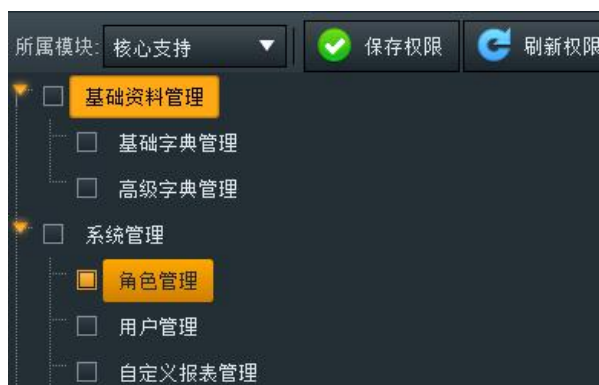 所属模块: 核心支持 保存权限 刷新权限
基础资料管理
基础字典管理
高级字典管理
系统管理
角色管理
用户管理
自定义报表管理